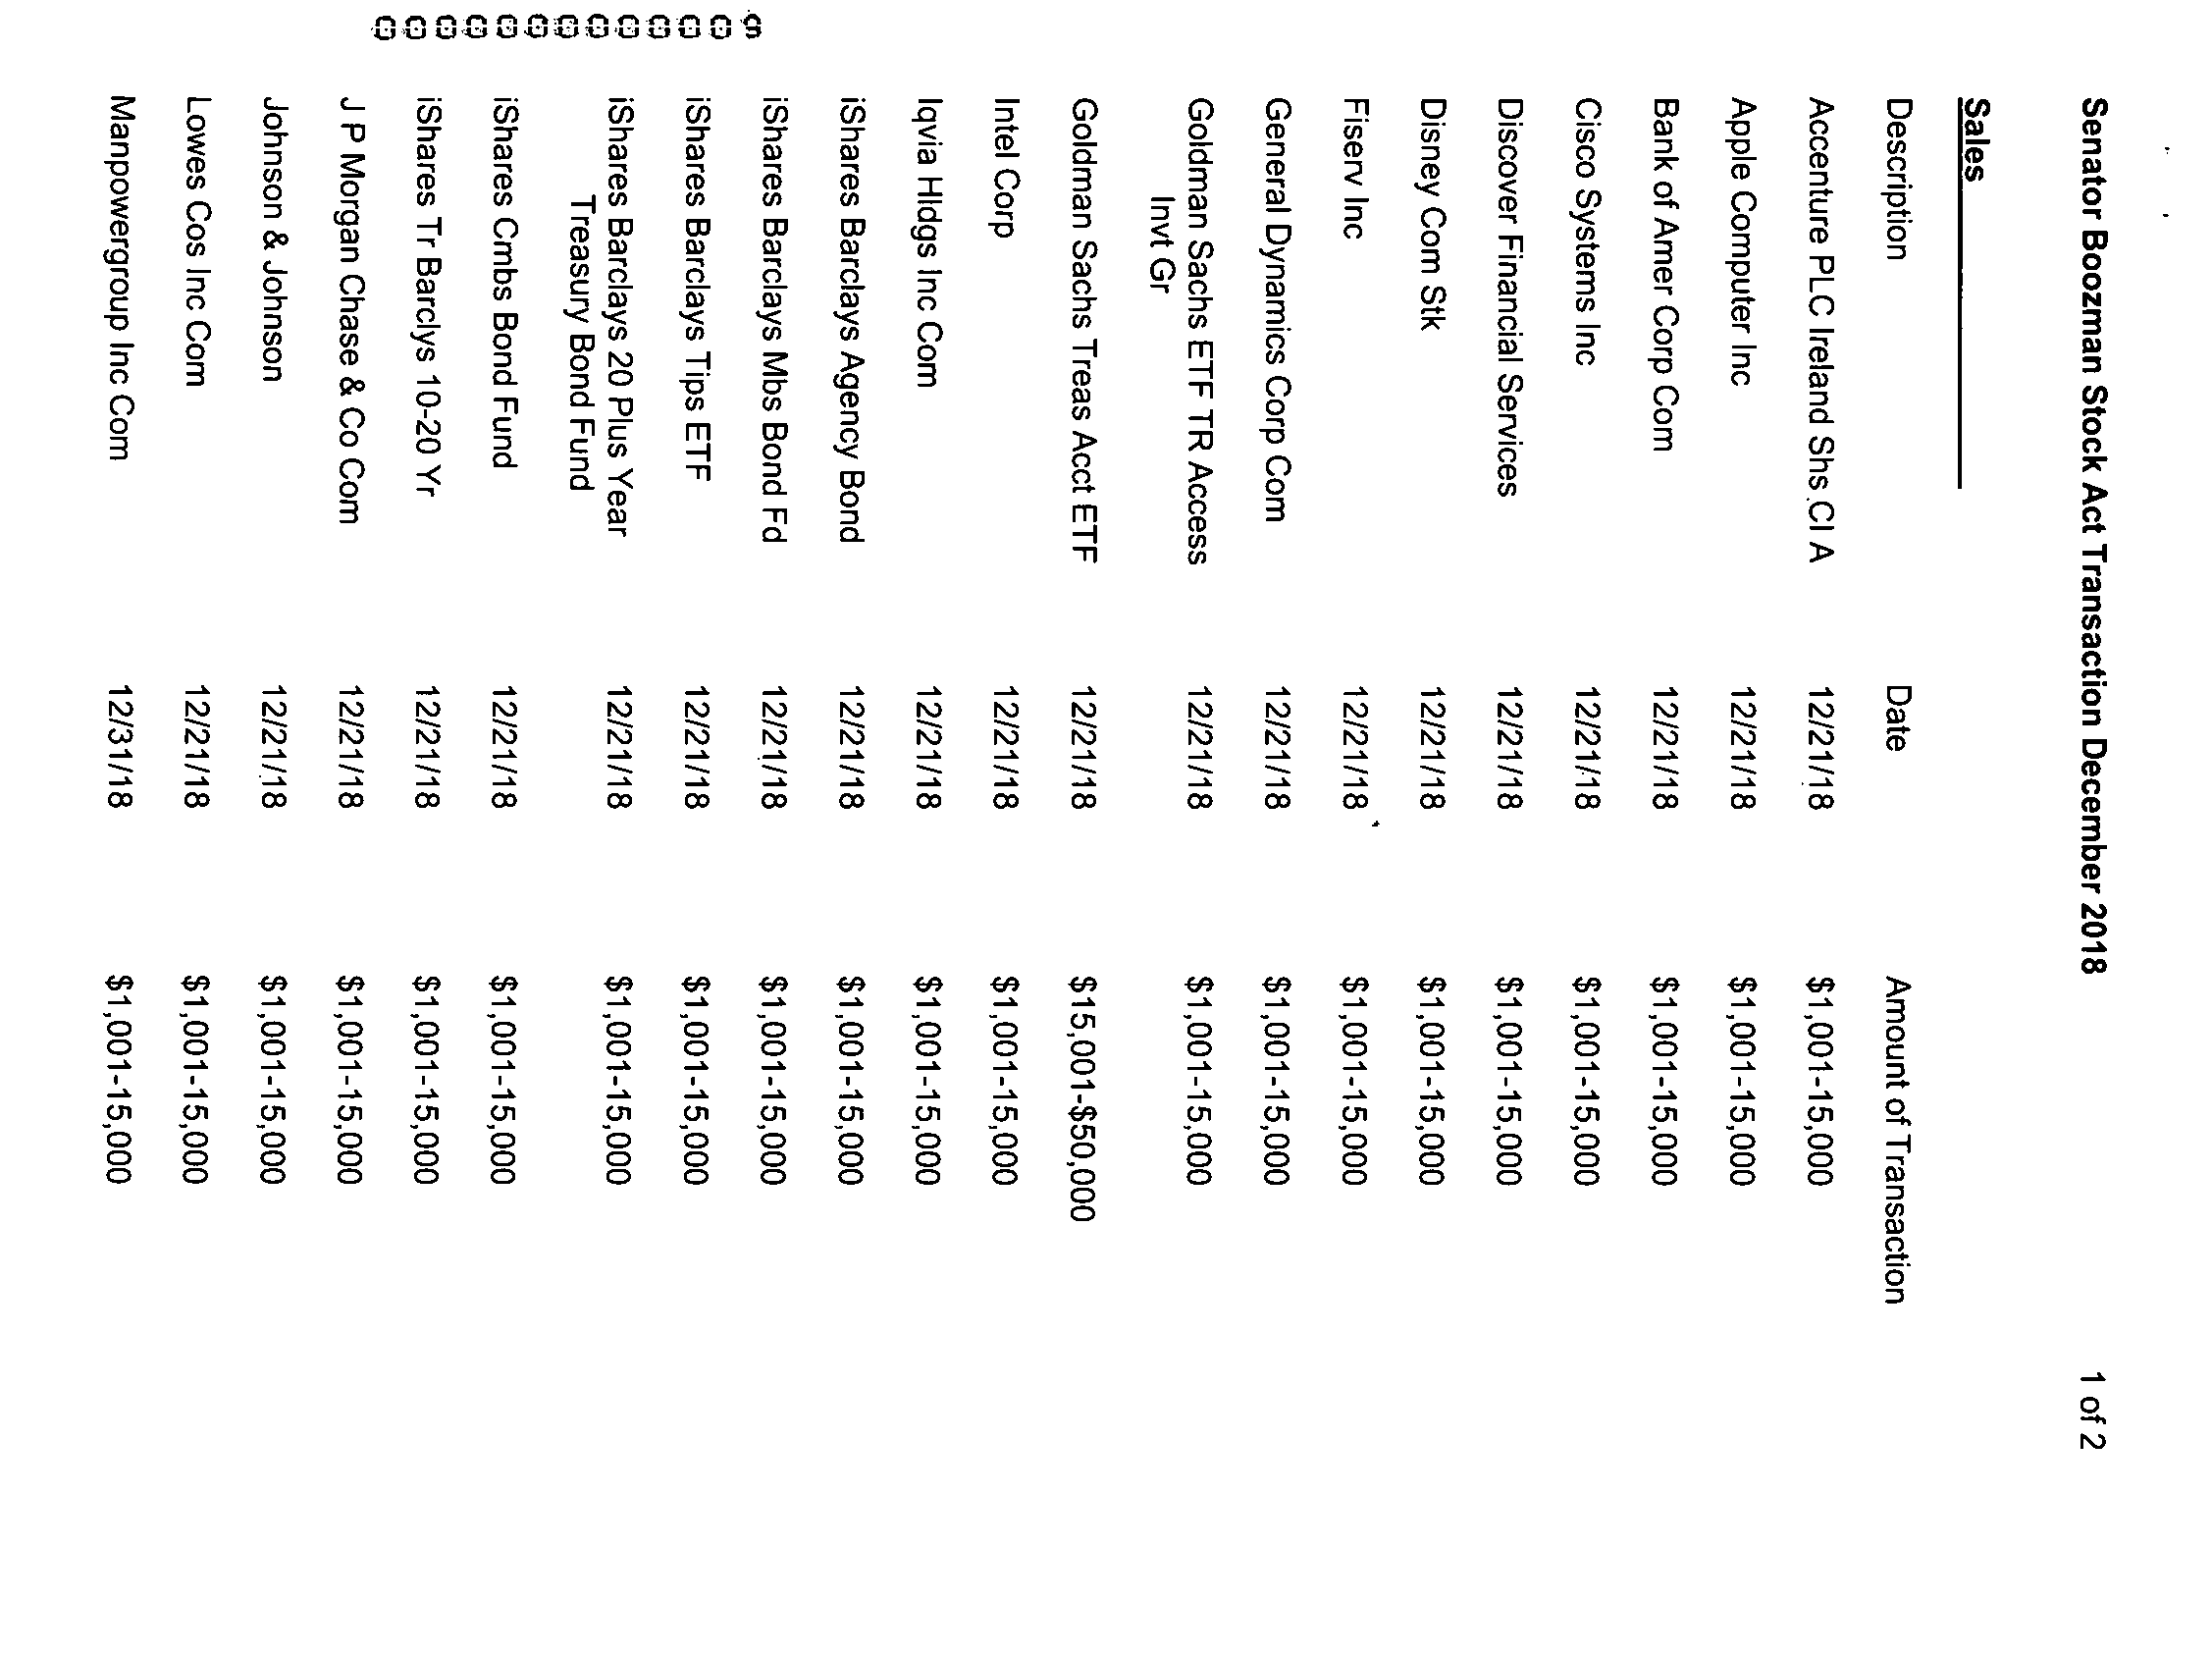 Senator Boozman Stock Act Transaction December 2018 1 of 2
Sales
Description Date Amount of Transaction
Accenture PLC Ireland Shs Cl A 12/21/18 $1,001-15,000
Apple Computer Inc 12/21/18 $1,001-15,000
Bank of Amer Corp Com 12/21/18 $1,001-15,000
Cisco Systems Inc 12/21/18 $1,001-15,000
Discover Financial Services 12/21/18 $1,001-15,000
Disney Com Stk 12/21/18 $1,001-15,000
Fiserv Inc 12/21/18 $1,001-15,000
General Dynamics Corp Com 12/21/18 $1,001-15,000
Goldman Sachs ETF TR Access 12/21/18 $1,001-15,000
Invt Gr
Goldman Sachs Treas Acct ETF 12/21/18 $15,001-$50,000
Intel Corp 12/21/18 $1,001-15,000
Iqvia Hldgs Inc Com 12/21/18 $1,001-15,000
iShares Barclays Agency Bond 12/21/18 $1,001-15,000
iShares Barclays Mbs Bond Fd 12/21/18 $1,001-15,000
iShares Barclays Tips ETF 12/21/18 $1,001-15,000
iShares Barclays 20 Plus Year 12/21/18 $1,001-15,000
Treasury Bond Fund
iShares Cmbs Bond Fund 12/21/18 $1,001-15,000
iShares Tr Barclys 10-20 Yr 12/21/18 $1,001-15,000
J P Morgan Chase & Co Com 12/21/18 $1,001-15,000
Johnson & Johnson 12/21/18 $1,001-15,000
Lowes Cos Inc Com 12/21/18 $1,001-15,000
Manpowergroup Inc Com 12/31/18 $1,001-15,000